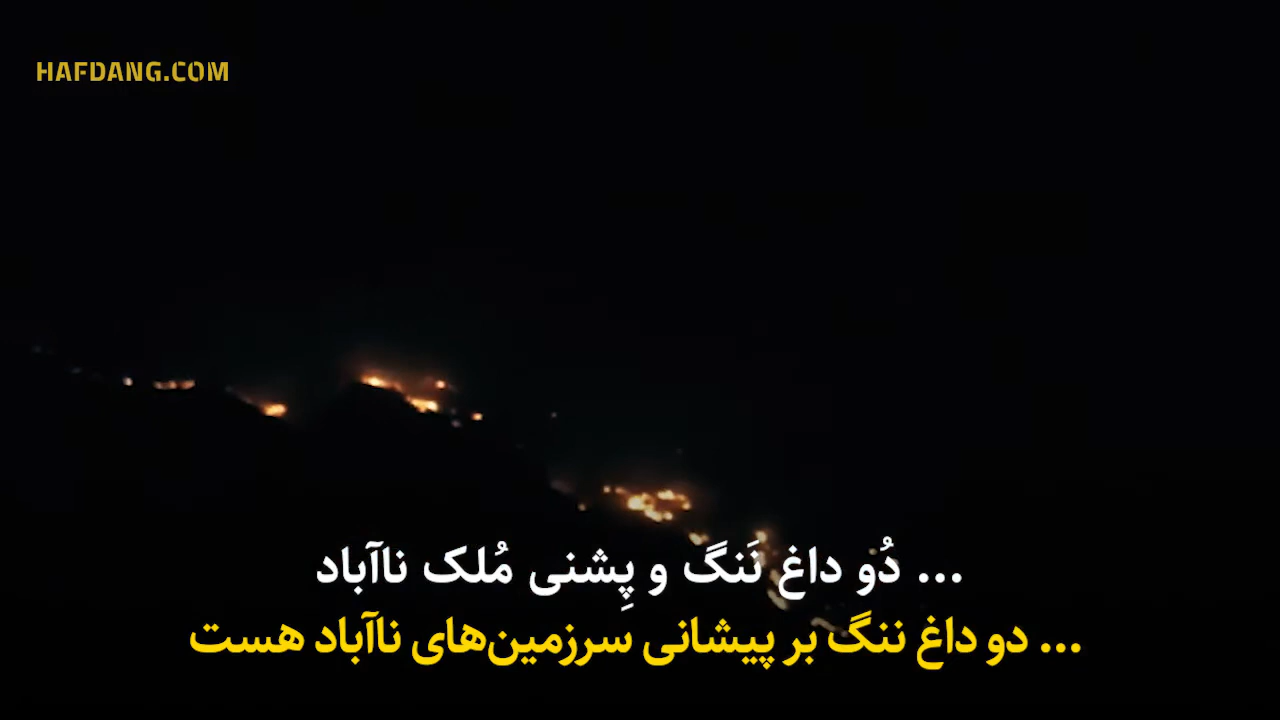 HAFDANG.COM
... دُو داغ نَنگ و پِشنی مُلک ناآباد
... دو داغ ننگ بر پیشانی سرزمین‌های ناآباد هست